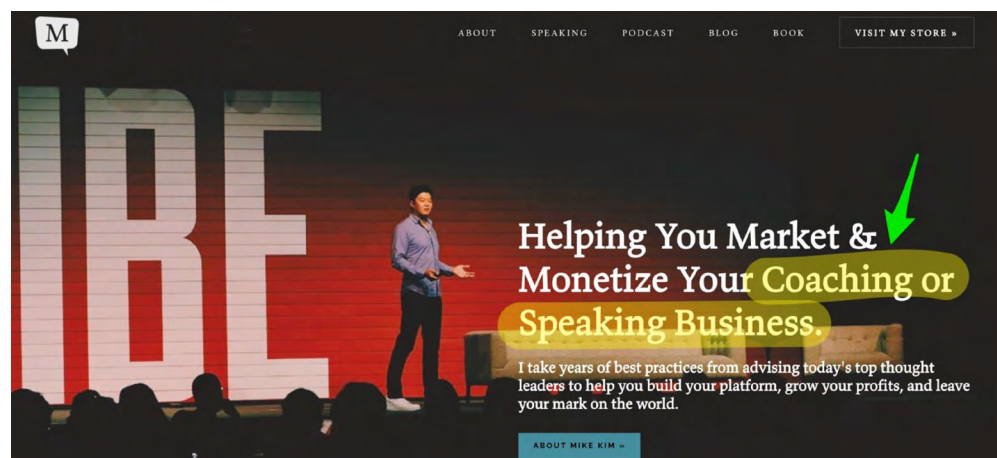 M
ABOUT
SPEAKING
PODCAST
BLOG
BOOK
VISIT MY STORE »
IBE
Helping You Market &
Monetize Your Coaching or
Speaking Business.
I take years of best practices from advising today's top thought
leaders to help you build your platform, grow your profits, and leave
your mark on the world.
ABOUT MIKE KIM »